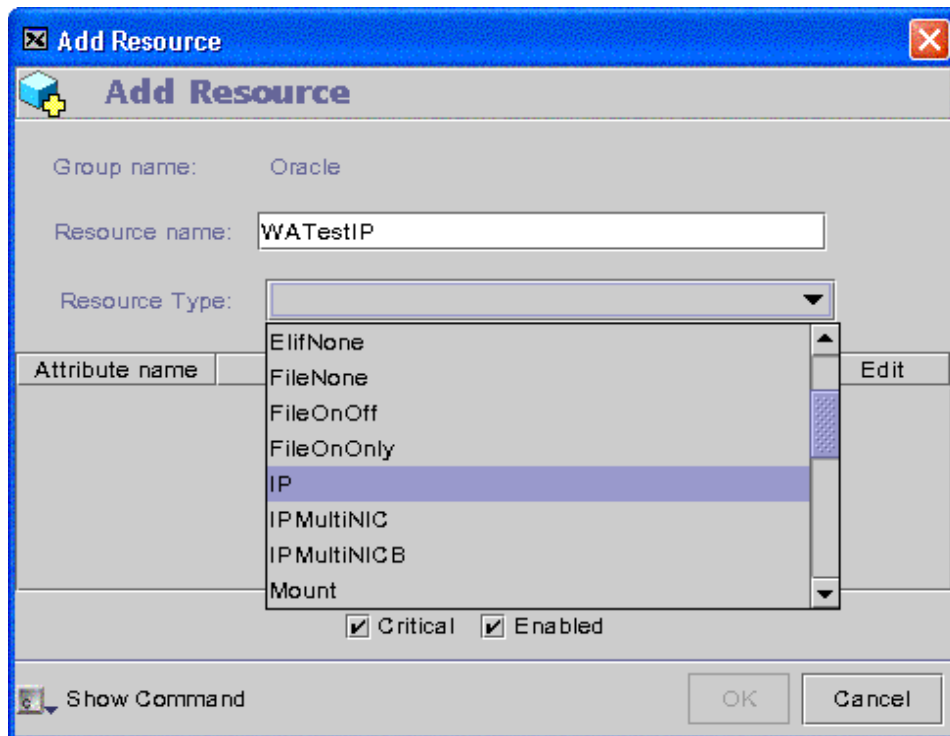 Add Resource
Add Resource
Group name: Oracle
Resource name: WATestIP
Resource Type:
ElifNone
Attribute name Edit
FileNone
FileOnOff
FileOnOnly
IP
IPMultiNIC
IPMultiNICB
Mount
Critical Enabled
Show Command OK Cancel